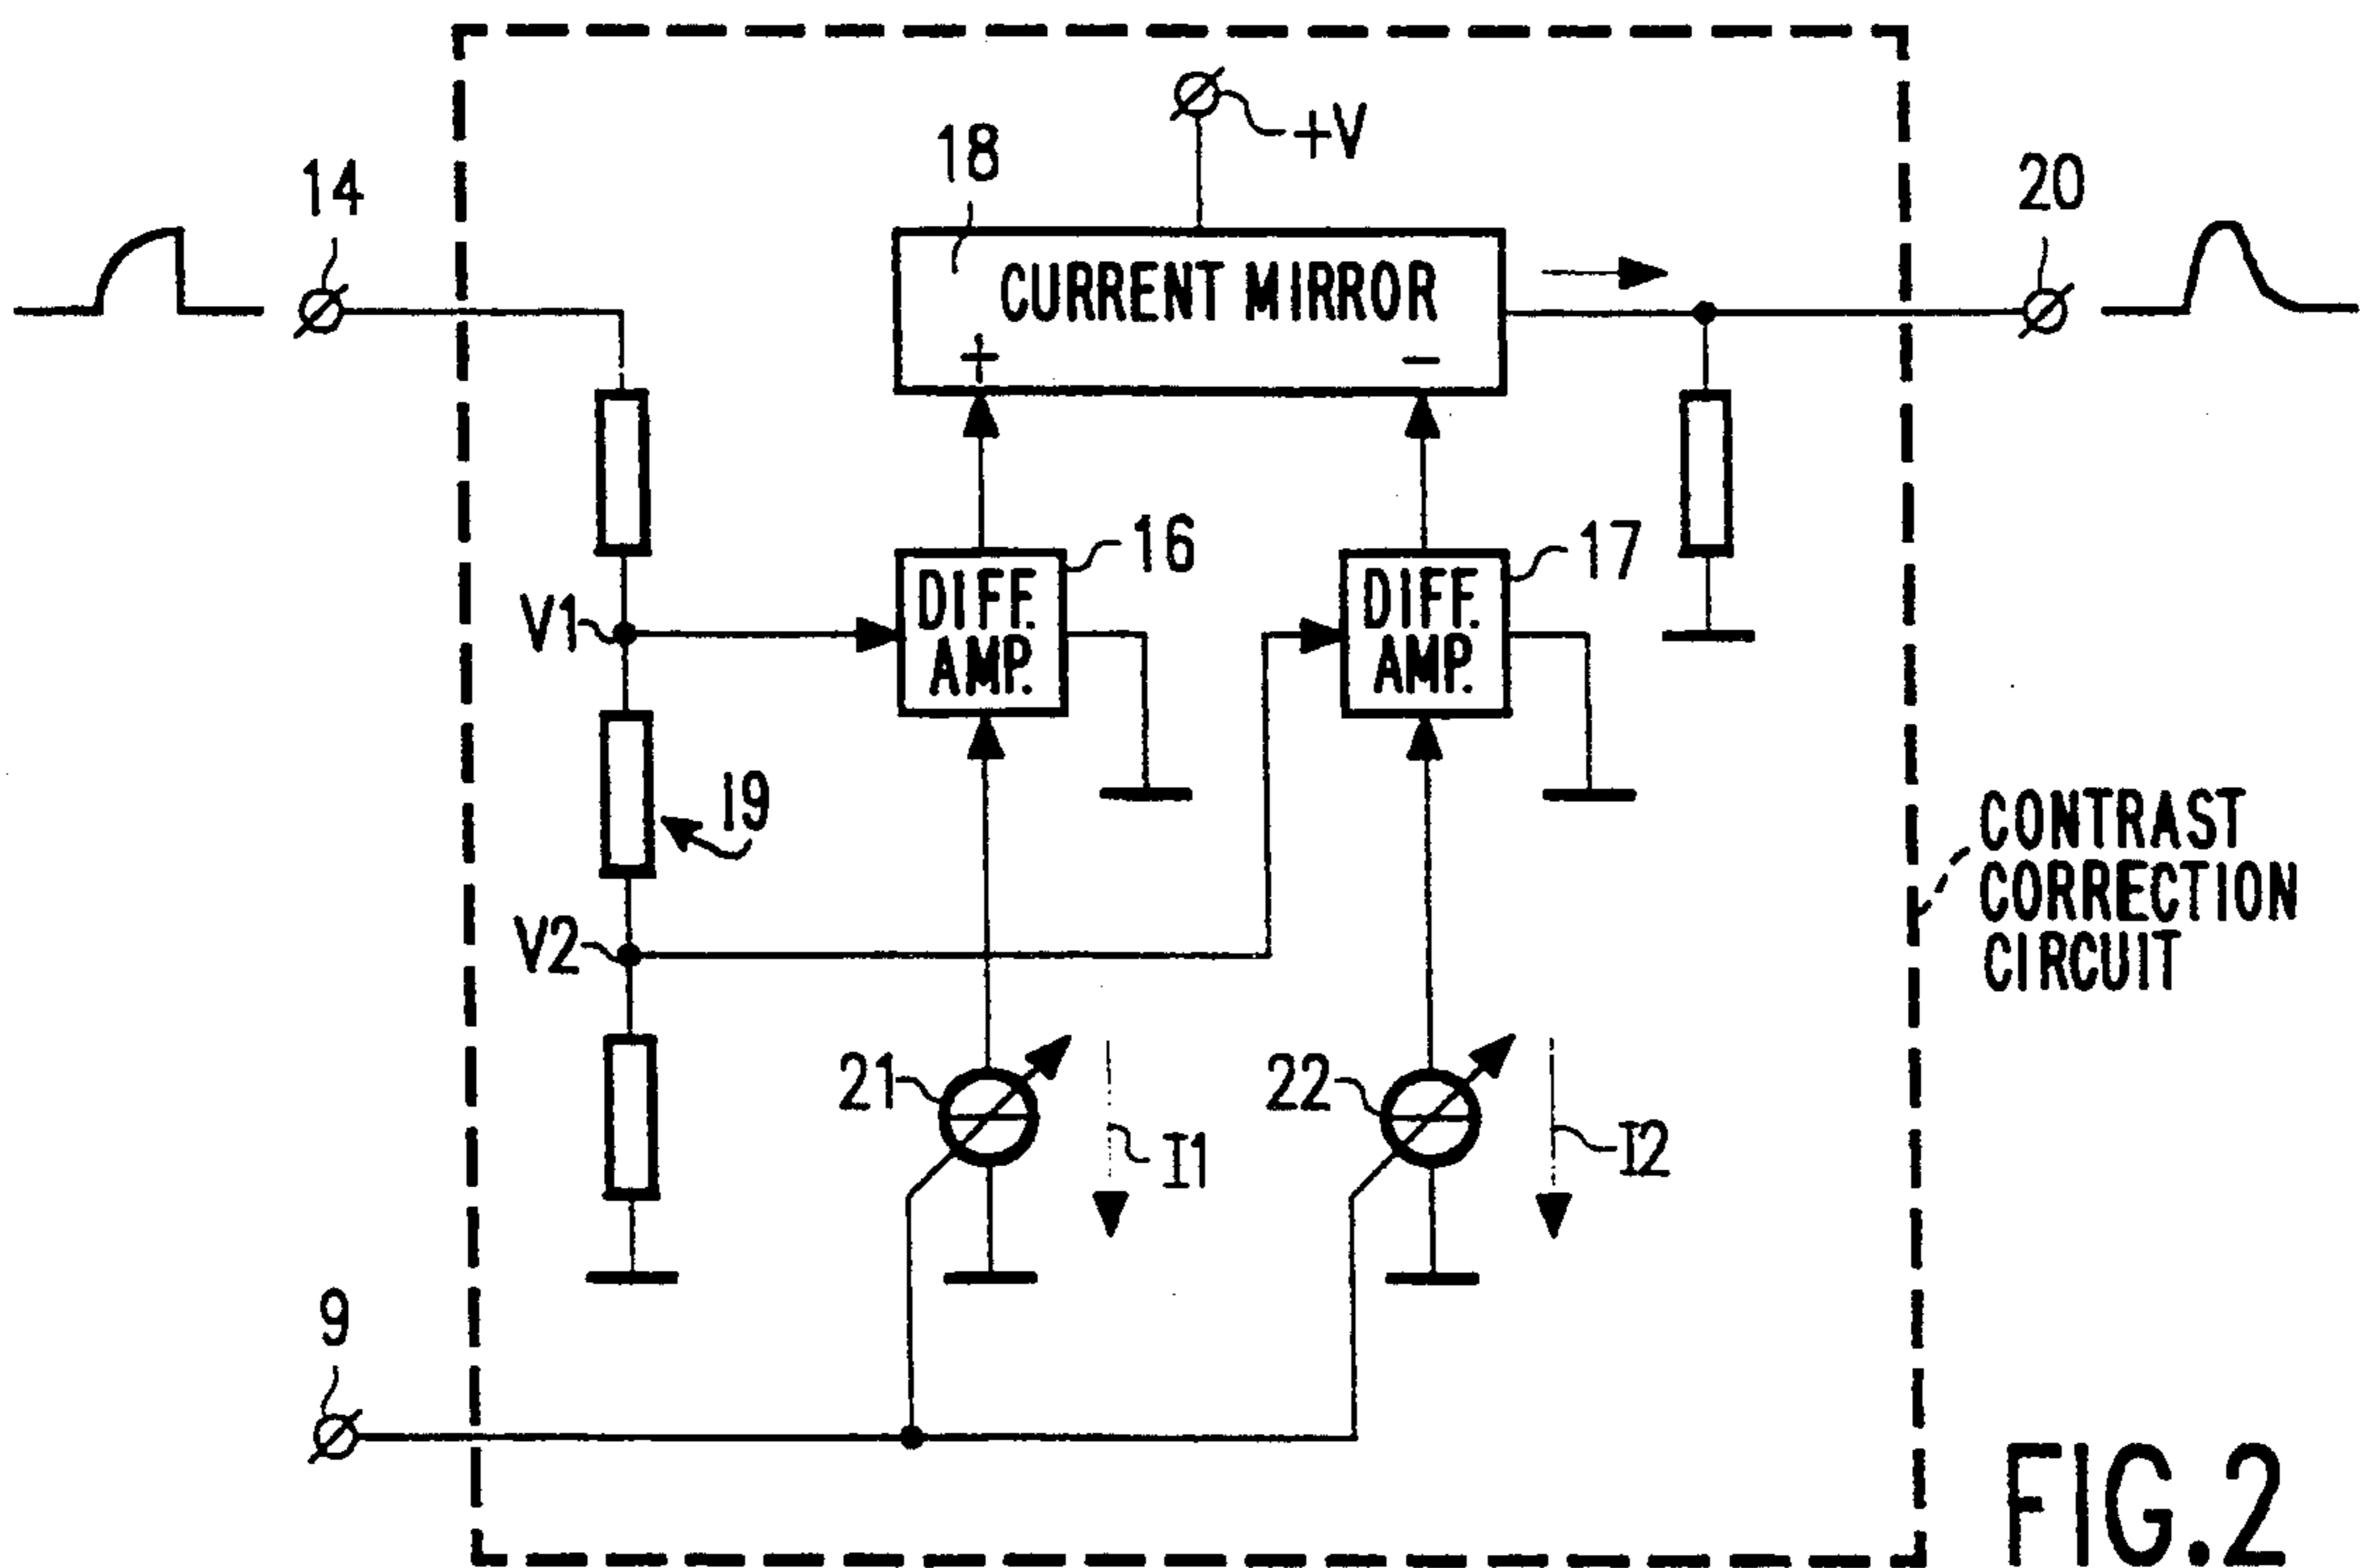 +V
18
14
20
CURRENT MIRROR
+
−
16
17
DIFF.
AMP.
DIFF.
AMP.
V1
19
CONTRAST
CORRECTION
CIRCUIT
V2
21
22
I1
I2
9
FIG.2